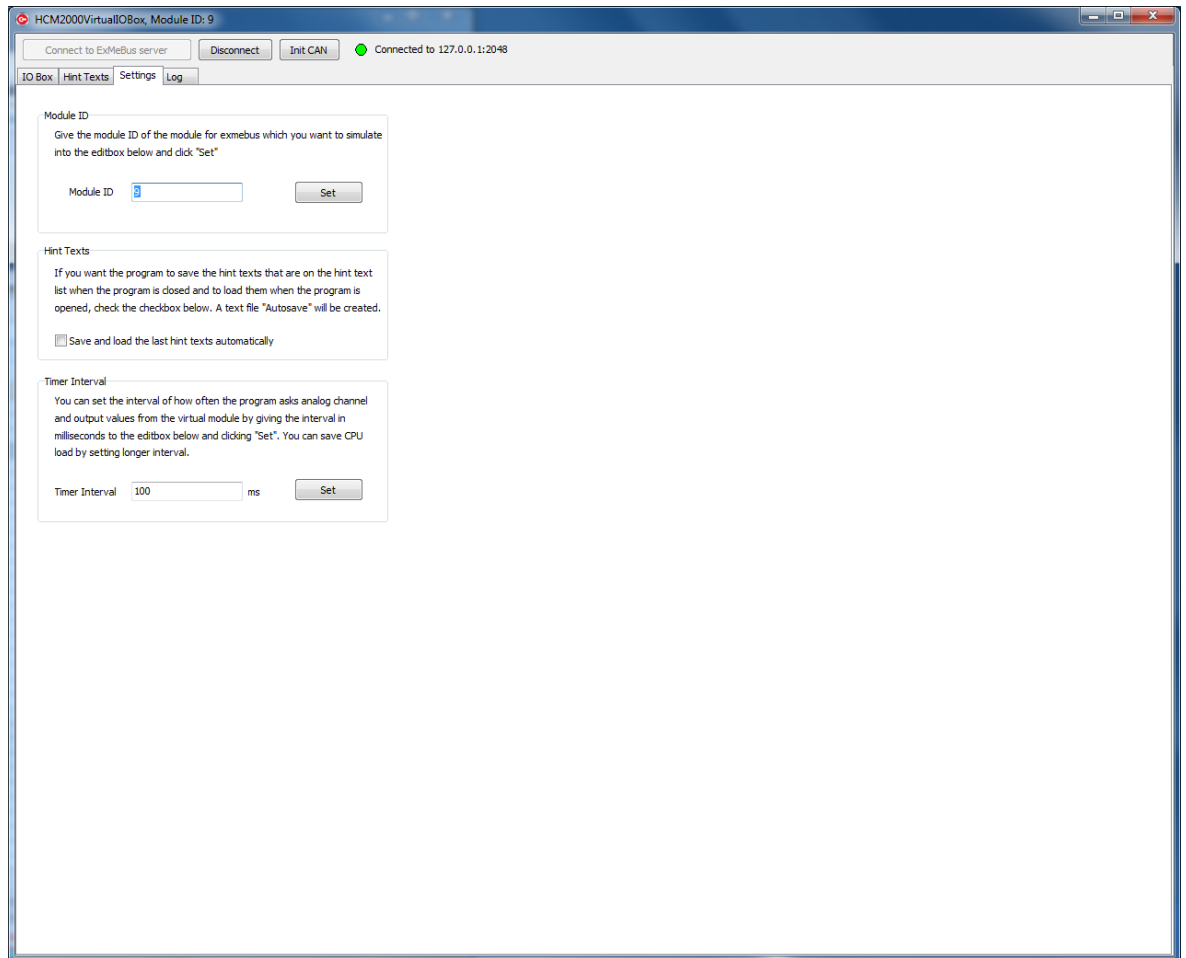 HCM2000VirtualIOBox, Module ID: 9
Connect to ExMeBus server Disconnect Init CAN Connected to 127.0.0.1:2048
IO Box Hint Texts Settings Log
Module ID
Give the module ID of the module for exmebus which you want to simulate
into the editbox below and click "Set"
Module ID 9 Set
Hint Texts
If you want the program to save the hint texts that are on the hint text
list when the program is closed and to load them when the program is
opened, check the checkbox below. A text file "Autosave" will be created.
Save and load the last hint texts automatically
Timer Interval
You can set the interval of how often the program asks analog channel
and output values from the virtual module by giving the interval in
milliseconds to the editbox below and clicking "Set". You can save CPU
load by setting longer interval.
Timer Interval 100 ms Set